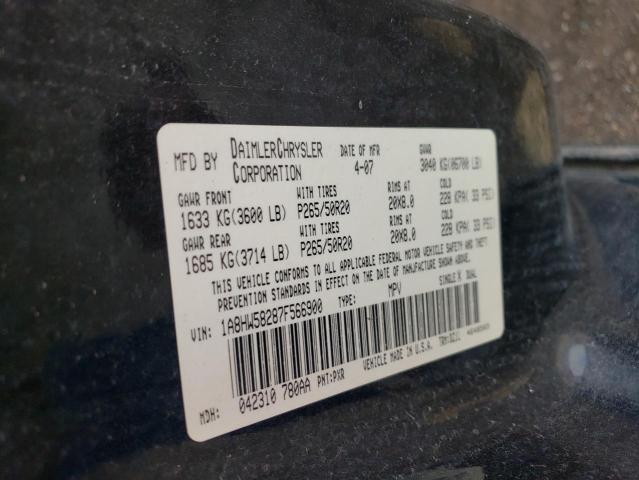 MFD BY DAIMLERCHRYSLER CORPORATION DATE OF MFR 4-07 GVWR 3040 KG(06700 LB)
GAWR FRONT WITH TIRES RIMS AT COLD
1633 KG(3600 LB) P265/50R20 20X8.0 228 KPA( 33 PSI)
GAWR REAR WITH TIRES RIMS AT COLD
1685 KG(3714 LB) P265/50R20 20X8.0 228 KPA( 33 PSI)
THIS VEHICLE CONFORMS TO ALL APPLICABLE FEDERAL MOTOR VEHICLE SAFETY AND THEFT
PREVENTION STANDARDS IN EFFECT ON THE DATE OF MANUFACTURE SHOWN ABOVE.
VIN: 1A8HW58287F566900 TYPE: MPV SINGLE X DUAL
VEHICLE MADE IN U.S.A.
MDH: 042310 780AA PNT:PXR